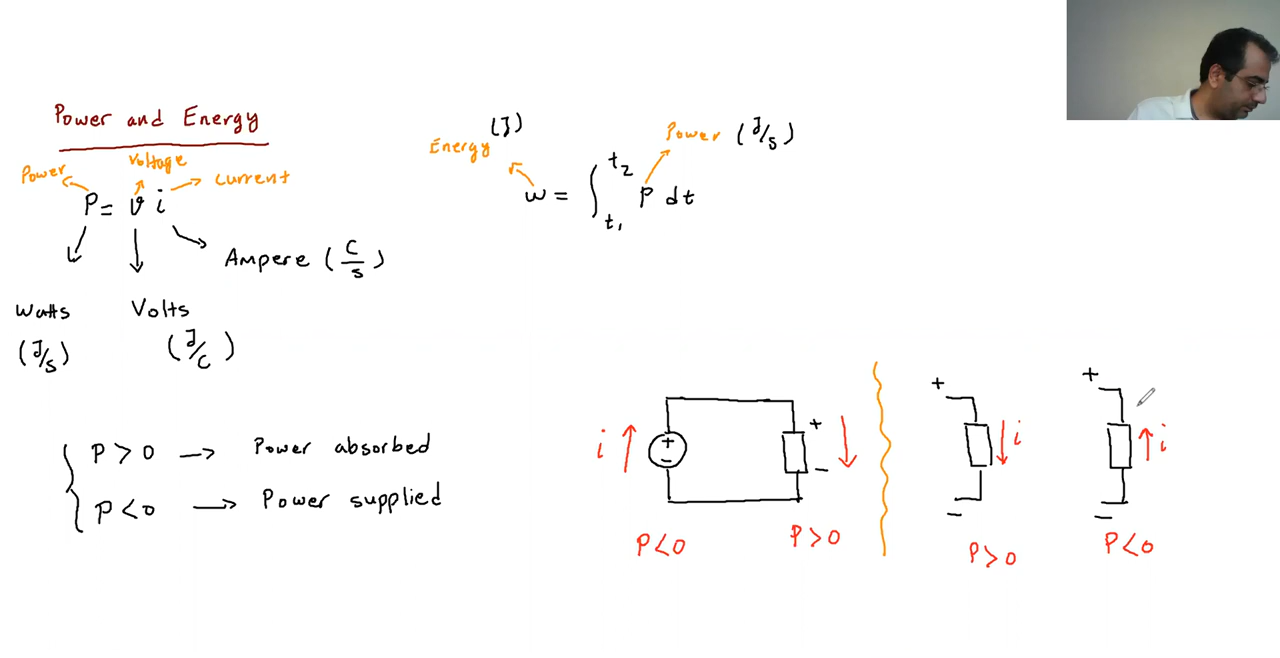 Power and Energy
Power
Voltage
current
P = v i
Ampere (C/s)
Watts
(J/s)
Volts
(J/C)
Energy (J)
Power (J/s)
w = ∫ t₁ t₂ P dt
P > 0 → Power absorbed
P < 0 → Power supplied
i
+
−
+
−
P < 0
P > 0
+
i
−
P > 0
+
i
−
P < 0